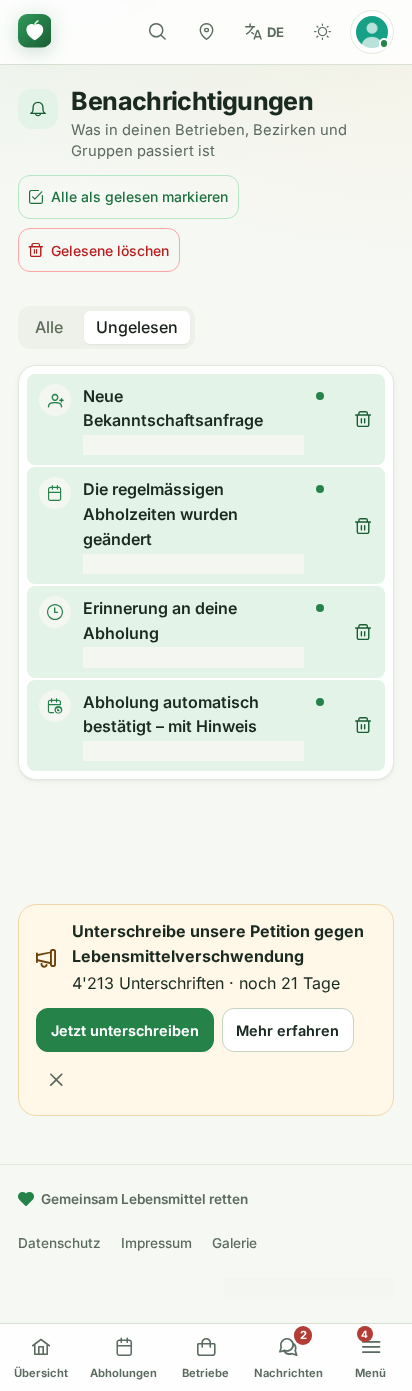 DE
Benachrichtigungen
Was in deinen Betrieben, Bezirken und
Gruppen passiert ist
Alle als gelesen markieren
Gelesene löschen
Alle
Ungelesen
Neue
Bekanntschaftsanfrage
Die regelmässigen
Abholzeiten wurden
geändert
Erinnerung an deine
Abholung
Abholung automatisch
bestätigt – mit Hinweis
Unterschreibe unsere Petition gegen
Lebensmittelverschwendung
4'213 Unterschriften · noch 21 Tage
Jetzt unterschreiben
Mehr erfahren
Gemeinsam Lebensmittel retten
Datenschutz Impressum Galerie
2
4
Übersicht Abholungen Betriebe Nachrichten Menü